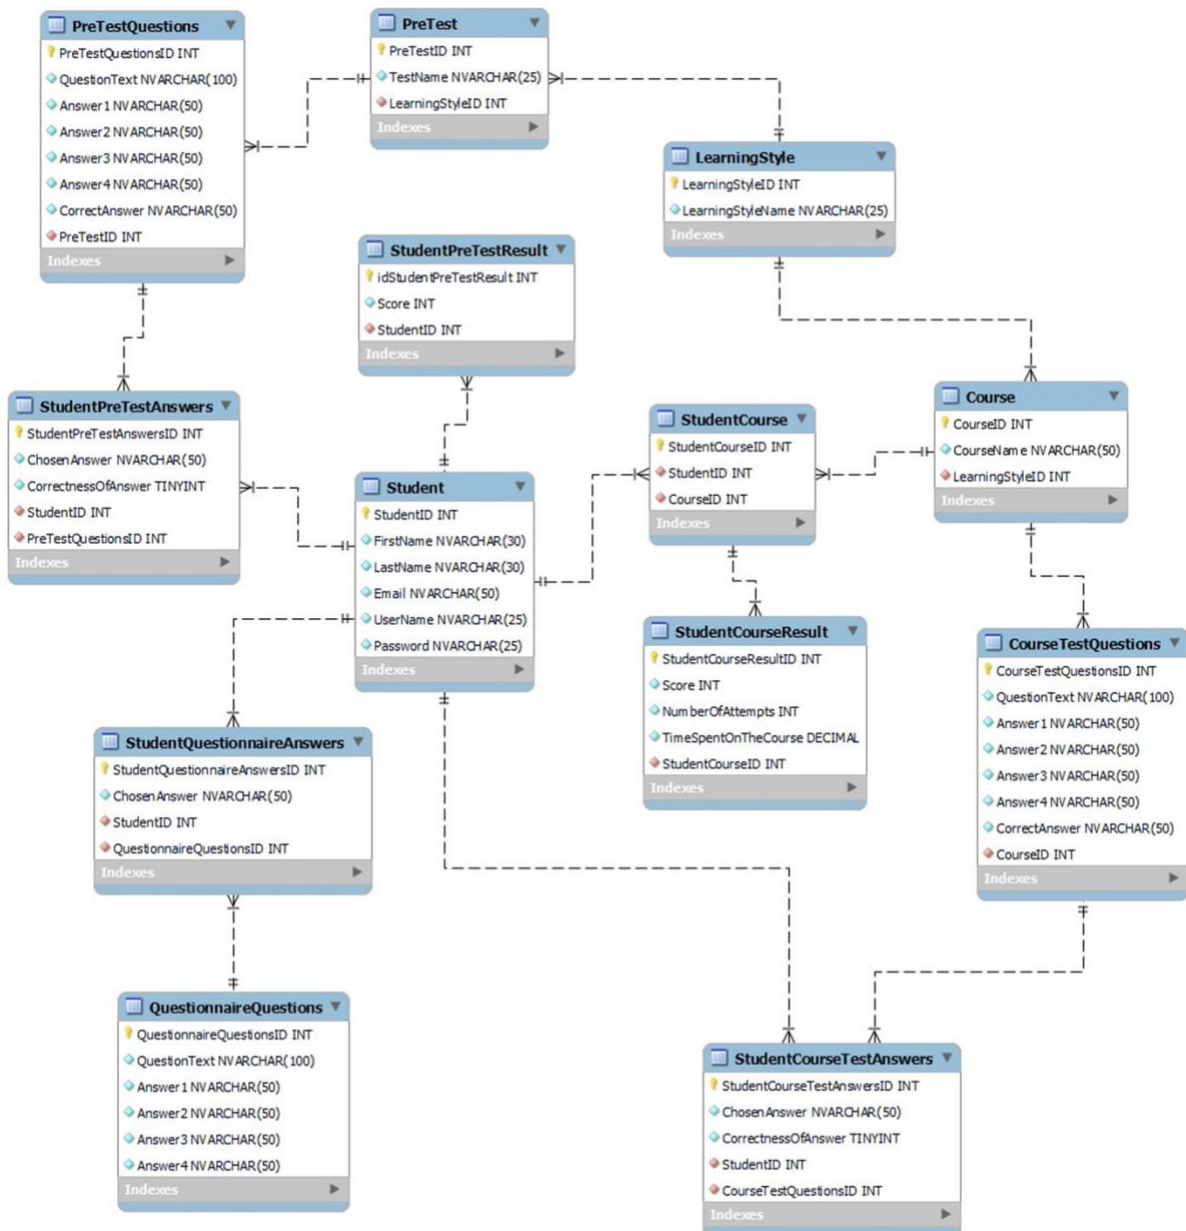 PreTestQuestions
PreTestQuestionsID INT
QuestionText NVARCHAR(100)
Answer1 NVARCHAR(50)
Answer2 NVARCHAR(50)
Answer3 NVARCHAR(50)
Answer4 NVARCHAR(50)
CorrectAnswer NVARCHAR(50)
PreTestID INT
Indexes
PreTest
PreTestID INT
TestName NVARCHAR(25)
LearningStyleID INT
Indexes
LearningStyle
LearningStyleID INT
LearningStyleName NVARCHAR(25)
Indexes
StudentPreTestResult
idStudentPreTestResult INT
Score INT
StudentID INT
Indexes
StudentPreTestAnswers
StudentPreTestAnswersID INT
ChosenAnswer NVARCHAR(50)
CorrectnessOfAnswer TINYINT
StudentID INT
PreTestQuestionsID INT
Indexes
Student
StudentID INT
FirstName NVARCHAR(30)
LastName NVARCHAR(30)
Email NVARCHAR(50)
UserName NVARCHAR(25)
Password NVARCHAR(25)
Indexes
StudentCourse
StudentCourseID INT
StudentID INT
CourseID INT
Indexes
Course
CourseID INT
CourseName NVARCHAR(50)
LearningStyleID INT
Indexes
StudentCourseResult
StudentCourseResultID INT
Score INT
NumberOfAttempts INT
TimeSpentOnTheCourse DECIMAL
StudentCourseID INT
Indexes
CourseTestQuestions
CourseTestQuestionsID INT
QuestionText NVARCHAR(100)
Answer1 NVARCHAR(50)
Answer2 NVARCHAR(50)
Answer3 NVARCHAR(50)
Answer4 NVARCHAR(50)
CorrectAnswer NVARCHAR(50)
CourseID INT
Indexes
StudentQuestionnaireAnswers
StudentQuestionnaireAnswersID INT
ChosenAnswer NVARCHAR(50)
StudentID INT
QuestionnaireQuestionsID INT
Indexes
QuestionnaireQuestions
QuestionnaireQuestionsID INT
QuestionText NVARCHAR(100)
Answer1 NVARCHAR(50)
Answer2 NVARCHAR(50)
Answer3 NVARCHAR(50)
Answer4 NVARCHAR(50)
Indexes
StudentCourseTestAnswers
StudentCourseTestAnswersID INT
ChosenAnswer NVARCHAR(50)
CorrectnessOfAnswer TINYINT
StudentID INT
CourseTestQuestionsID INT
Indexes